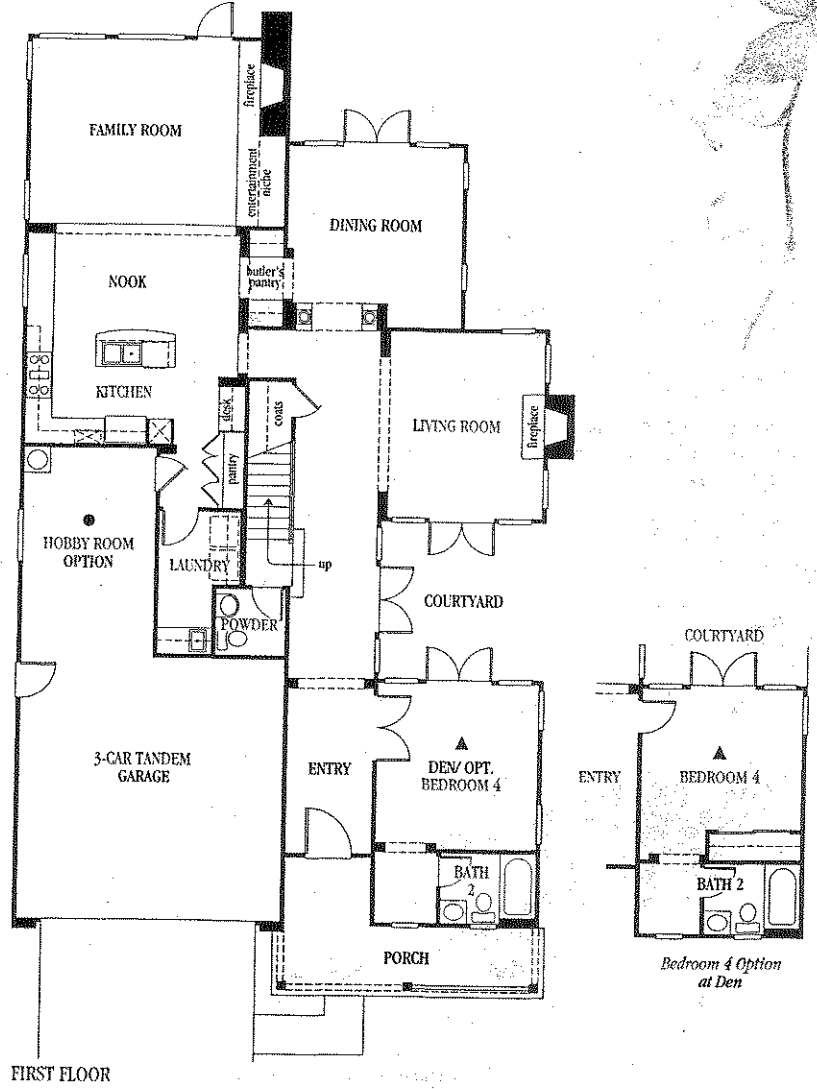 fireplace
FAMILY ROOM
entertainment
niche
DINING ROOM
NOOK
butler's
pantry
KITCHEN
desk
coats
LIVING ROOM
fireplace
pantry
HOBBY ROOM
OPTION
LAUNDRY
up
POWDER
COURTYARD
COURTYARD
3-CAR TANDEM
GARAGE
ENTRY
DEN/ OPT.
BEDROOM 4
ENTRY
BEDROOM 4
BATH
2
BATH 2
PORCH
Bedroom 4 Option
at Den
FIRST FLOOR